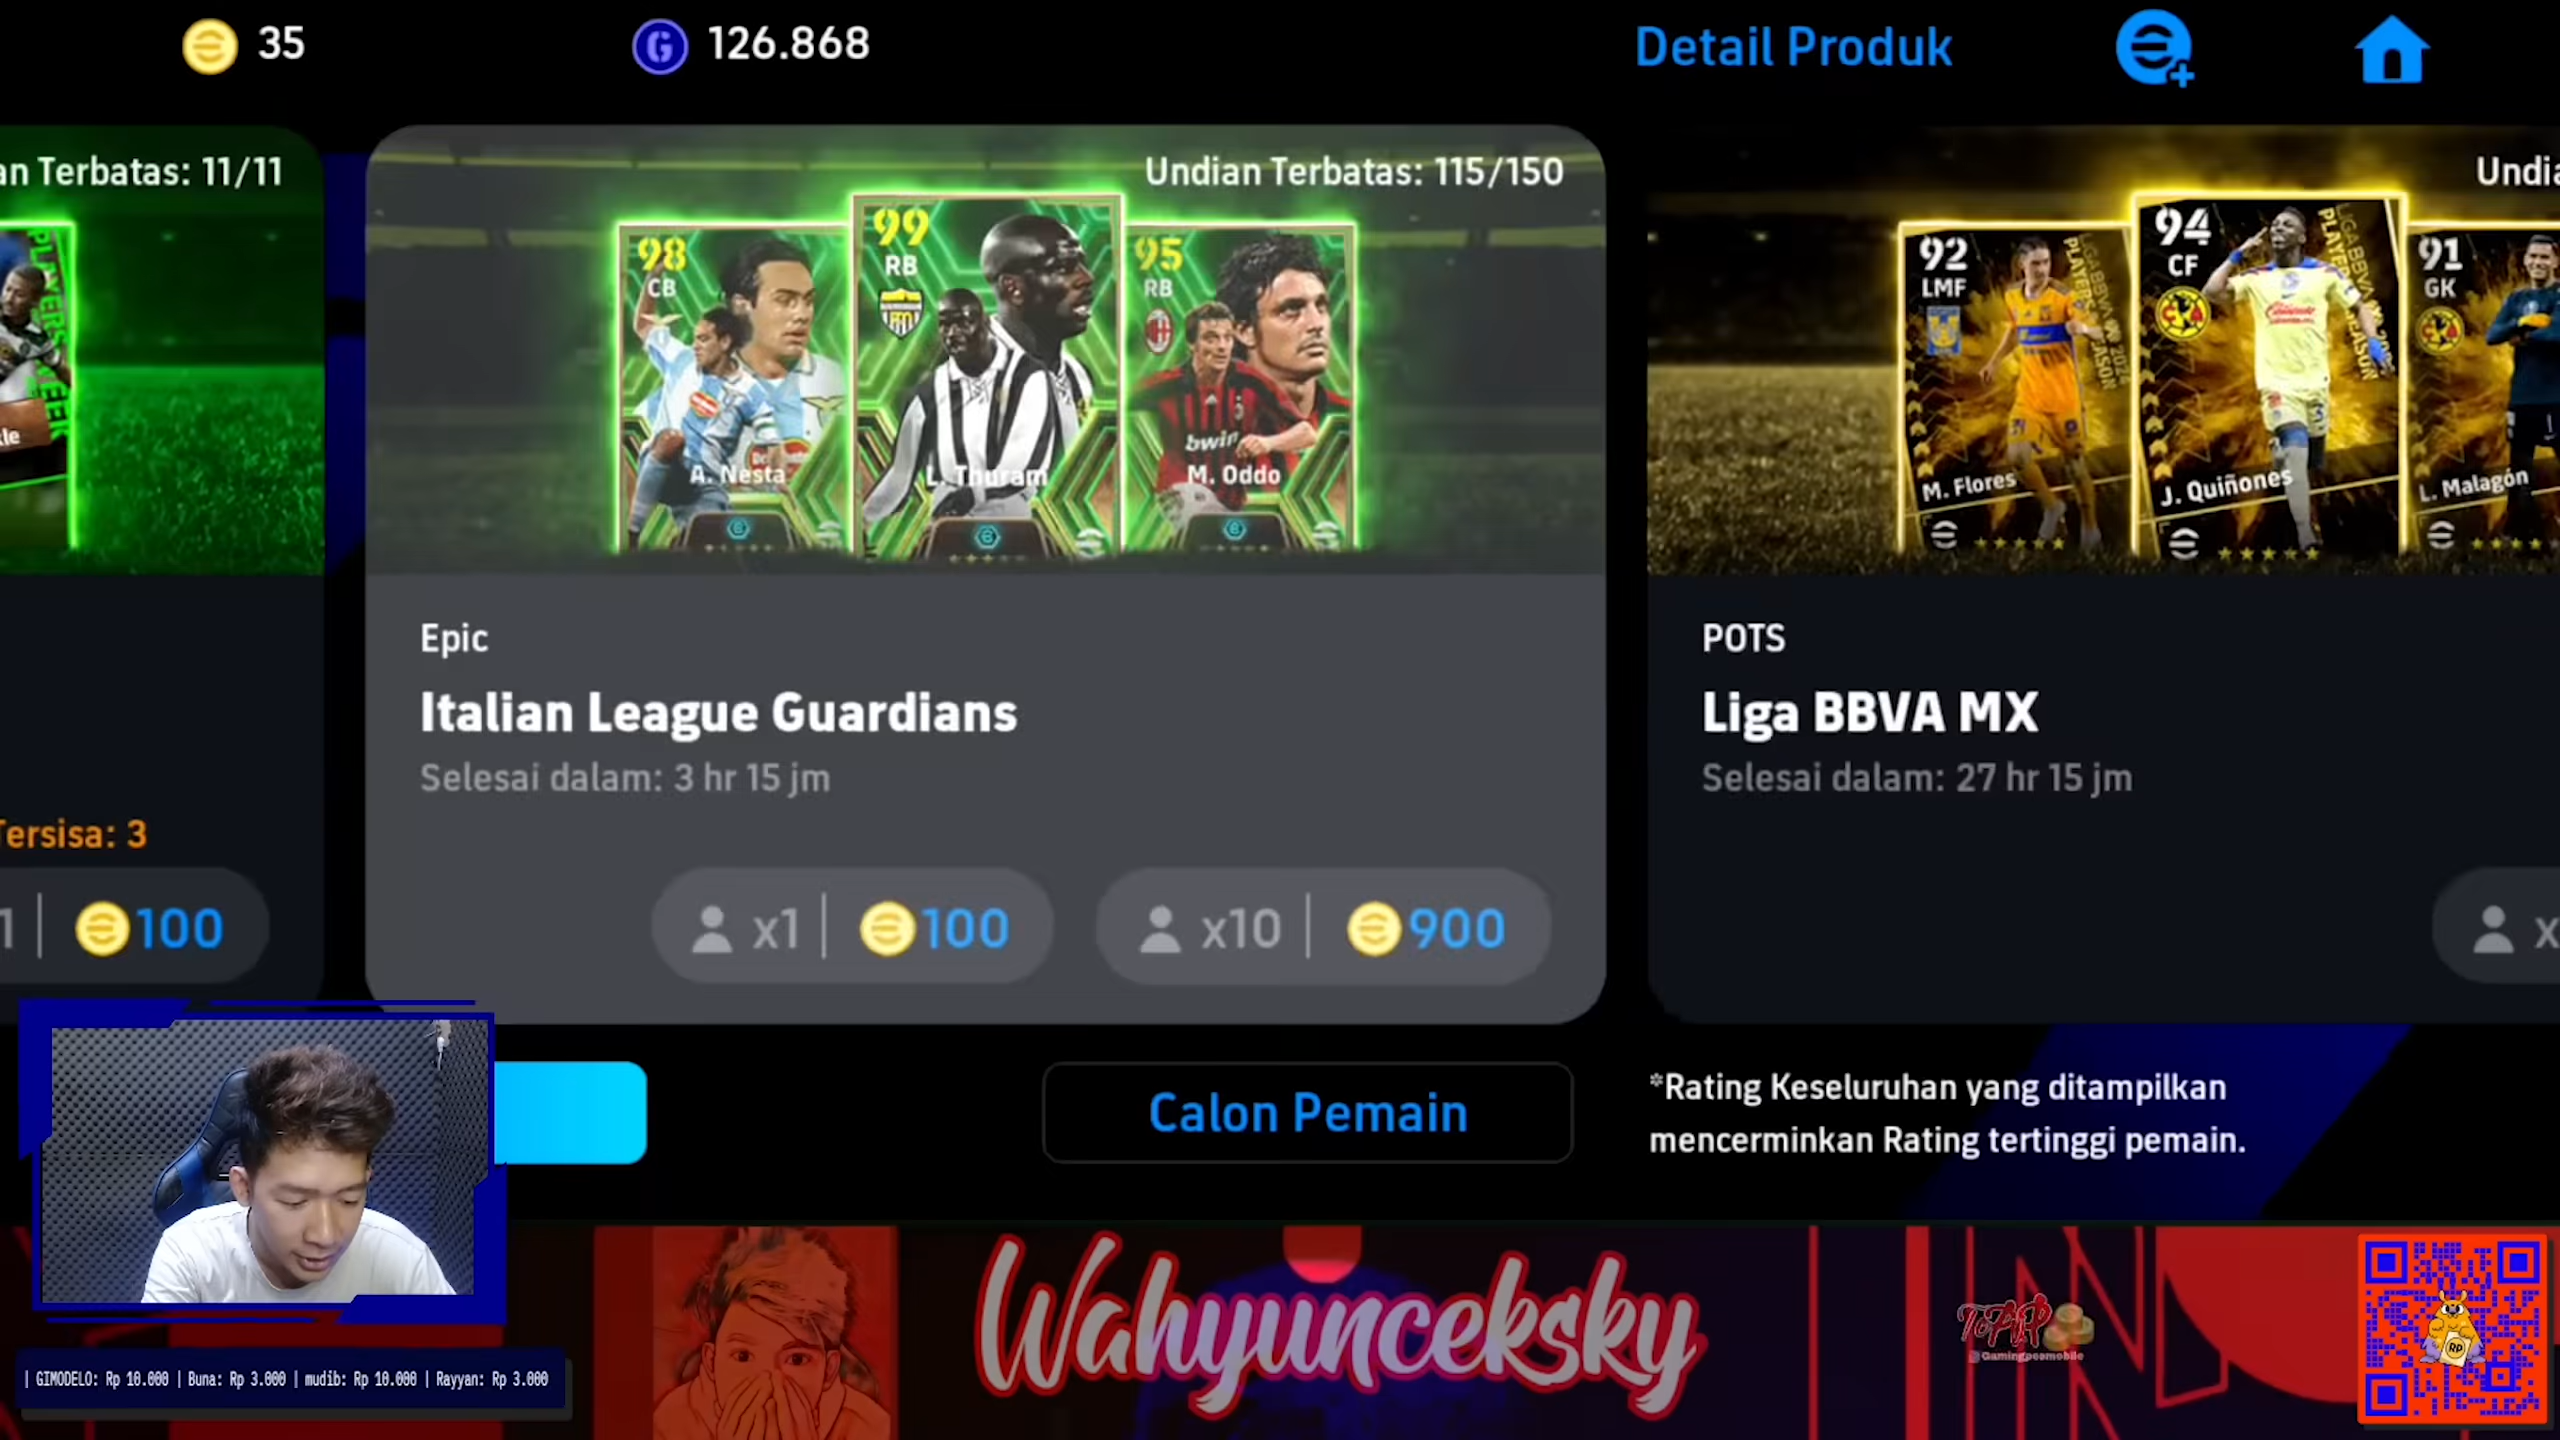 35
126.868
Detail Produk
an Terbatas: 11/11
Undian Terbatas: 115/150
Undia
98
CB
A. Nesta
99
RB
L. Thuram
95
RB
bwin
M. Oddo
92
LMF
M. Flores
94
CF
J. Quiñones
91
GK
L. Malagón
Epic
Italian League Guardians
Selesai dalam: 3 hr 15 jm
POTS
Liga BBVA MX
Selesai dalam: 27 hr 15 jm
Tersisa: 3
1 | 100
x1 | 100
x10 | 900
x
Calon Pemain
*Rating Keseluruhan yang ditampilkan
mencerminkan Rating tertinggi pemain.
Wahyunceksky
| GIMODELO: Rp 10.000 | Buna: Rp 3.000 | mudib: Rp 10.000 | Rayyan: Rp 3.000